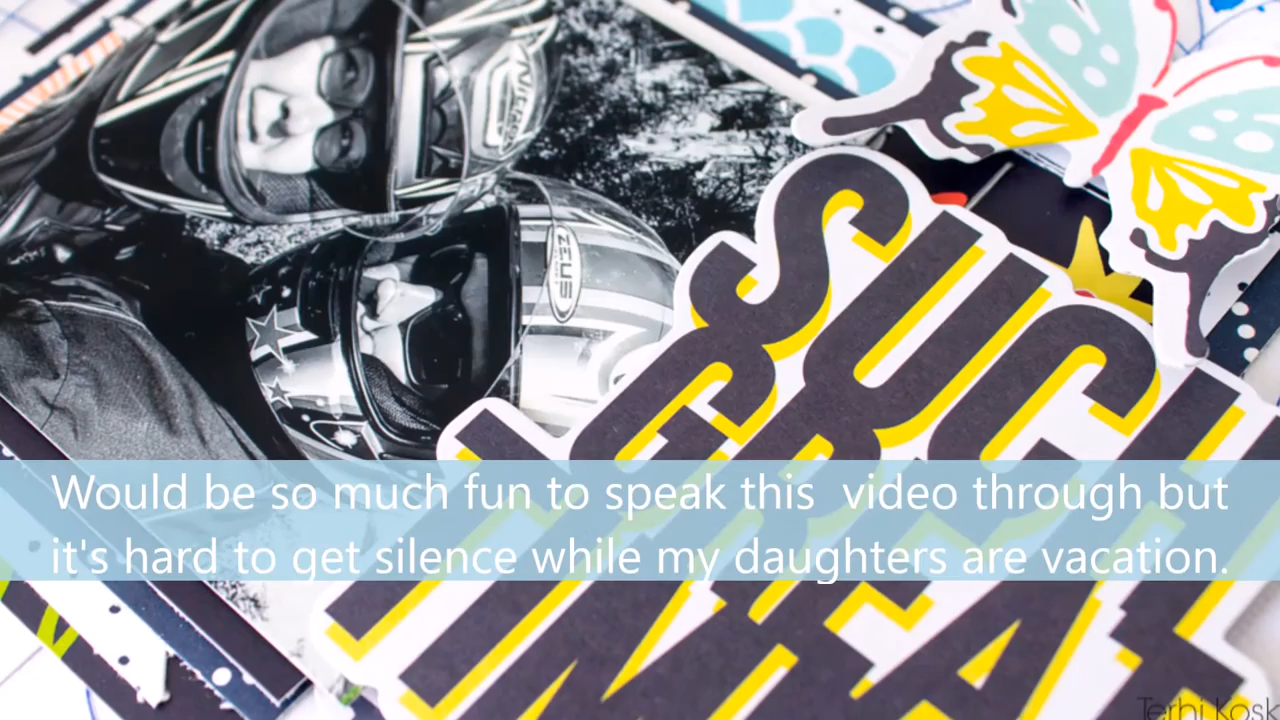 ZEUS
SUCH
Would be so much fun to speak this  video through but
it's hard to get silence while my daughters are vacation.
Terhi Kosk